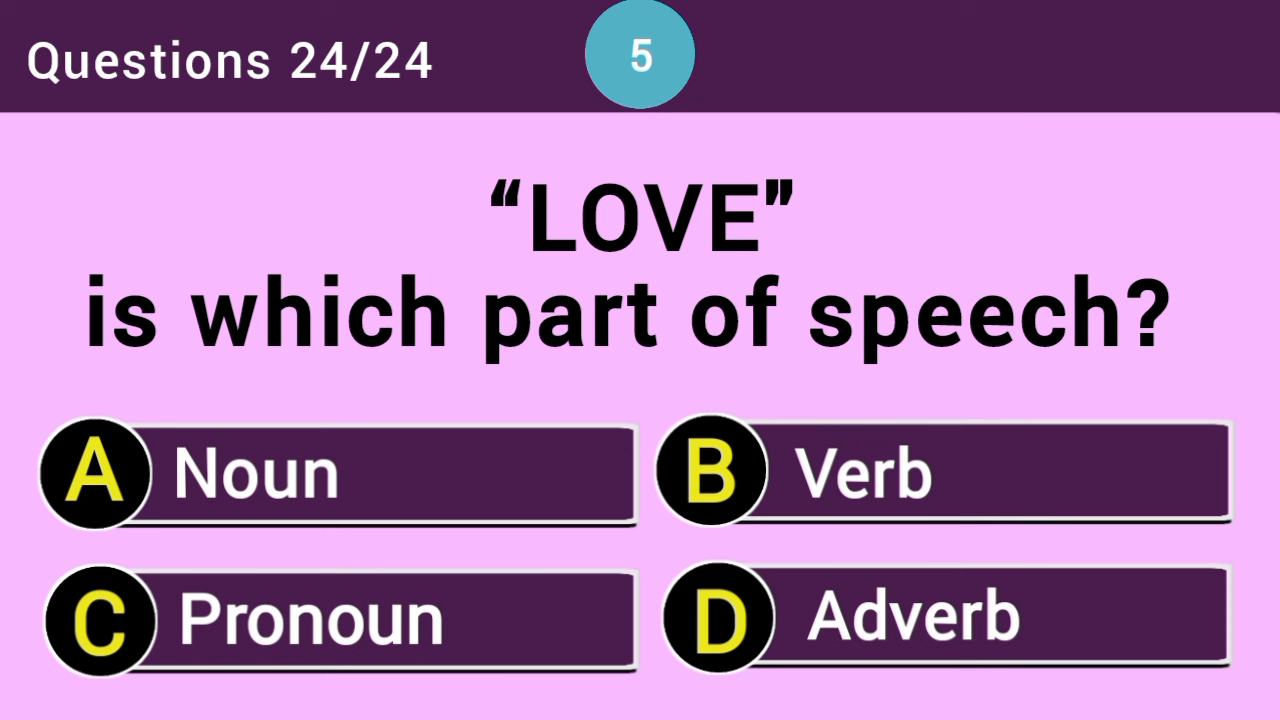 Questions 24/24
5
“LOVE”
is which part of speech?
A Noun
B Verb
C Pronoun
D Adverb